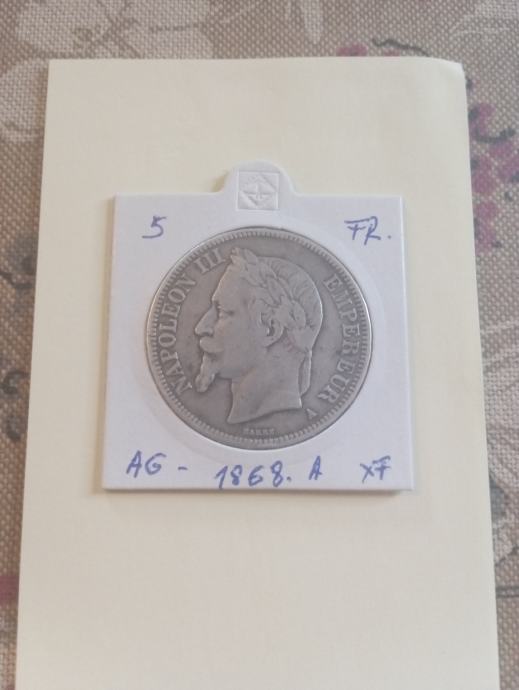 5 FR.
NAPOLEON III EMPEREUR
A
BARRE
AG - 1868. A XF